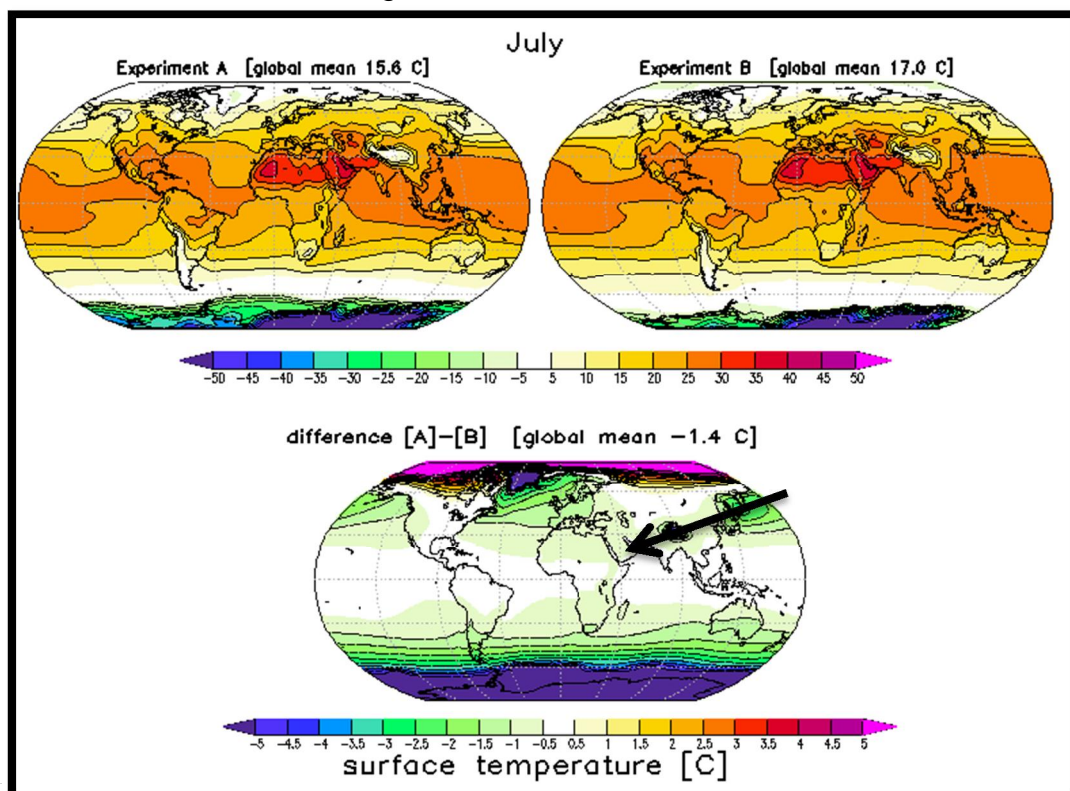 July
Experiment A [global mean 15.6 C]
Experiment B [global mean 17.0 C]
-50 -45 -40 -35 -30 -25 -20 -15 -10 -5 5 10 15 20 25 30 35 40 45 50
difference [A]-[B] [global mean -1.4 C]
-5 -4.5 -4 -3.5 -3 -2.5 -2 -1.5 -1 -0.5 0.5 1 1.5 2 2.5 3 3.5 4 4.5 5
surface temperature [C]